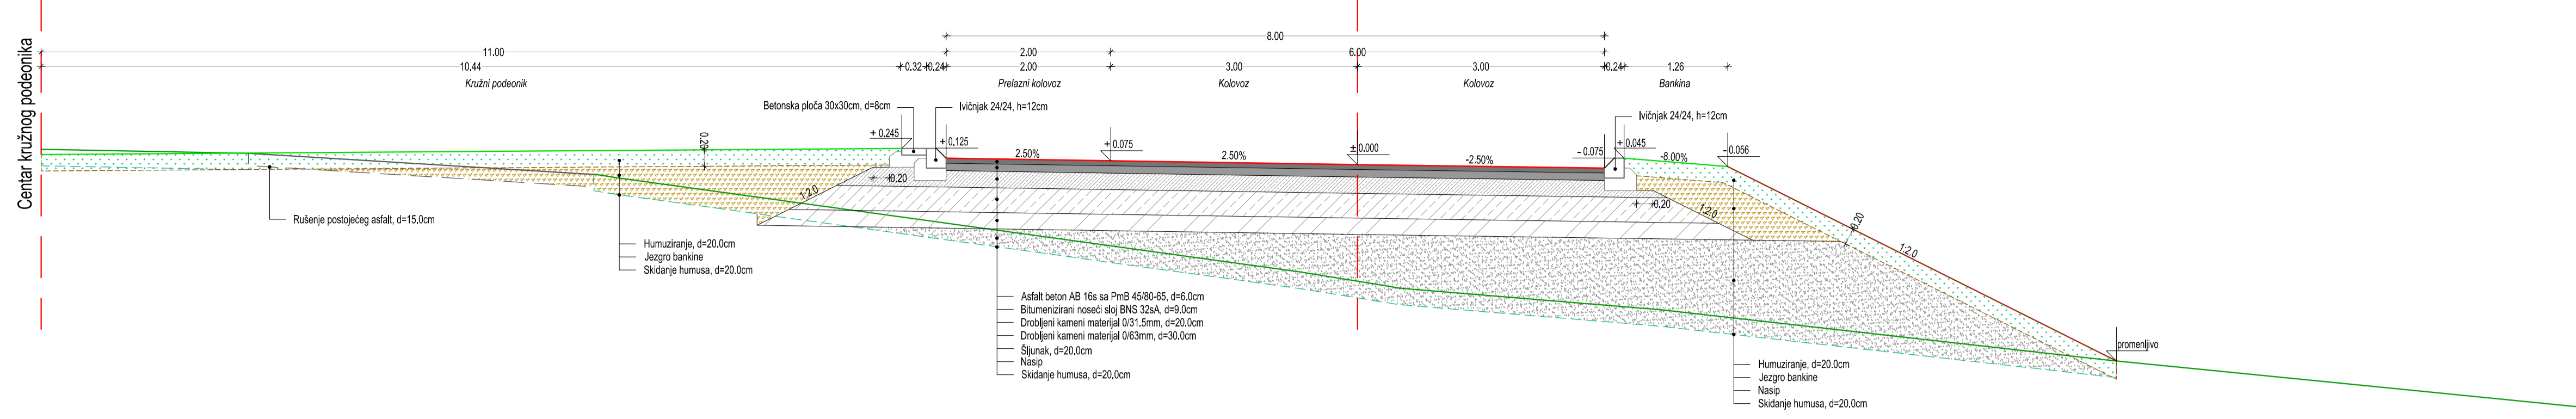 Centar kružnog podeonika
8.00
11.00
2.00
6.00
10.44
0.32
0.24
2.00
3.00
3.00
0.24
1.26
Kružni podeonik
Prelazni kolovoz
Kolovoz
Kolovoz
Bankina
Betonska ploča 30x30cm, d=8cm
Ivičnjak 24/24, h=12cm
Ivičnjak 24/24, h=12cm
+ 0.245
+ 0.125
+ 0.075
± 0.000
- 0.075
+ 0.045
- 0.056
0.20
2.50%
2.50%
-2.50%
-8.00%
0.20
1:2.0
0.20
1:2.0
0.20
1:2.0
Rušenje postojećeg asfalt, d=15.0cm
Humuziranje, d=20.0cm
Jezgro bankine
Skidanje humusa, d=20.0cm
Asfalt beton AB 16s sa PmB 45/80-65, d=6.0cm
Bitumenizirani noseći sloj BNS 32sA, d=9.0cm
Drobljeni kameni materijal 0/31.5mm, d=20.0cm
Drobljeni kameni materijal 0/63mm, d=30.0cm
Šljunak, d=20.0cm
Nasip
Skidanje humusa, d=20.0cm
promenljivo
Humuziranje, d=20.0cm
Jezgro bankine
Nasip
Skidanje humusa, d=20.0cm